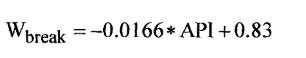 W_break = -0.0166 * API + 0.83